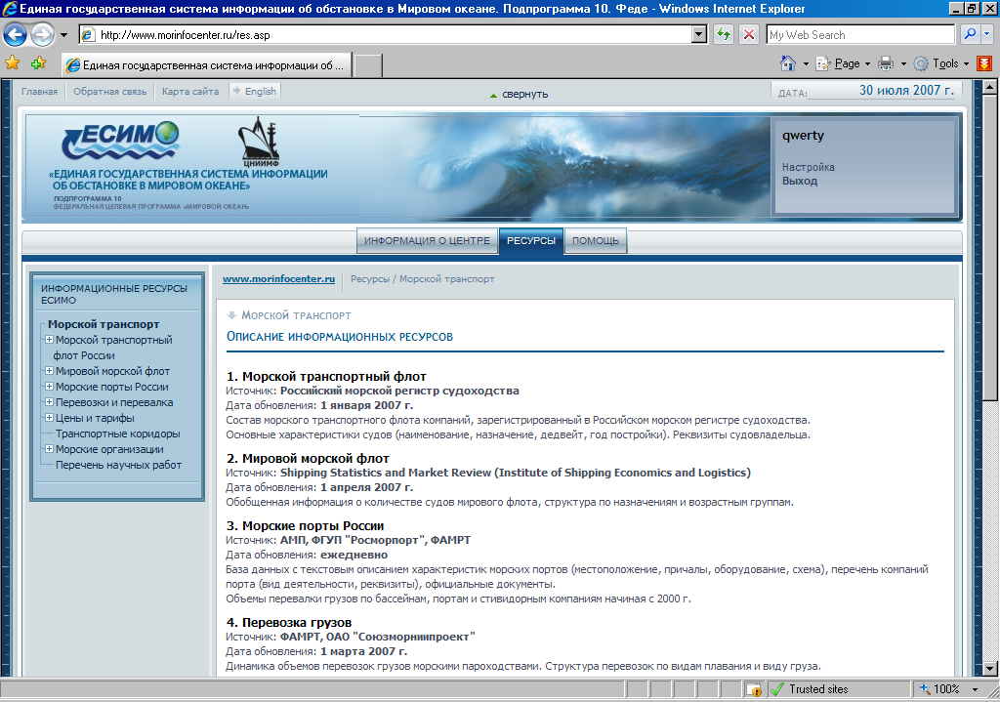 Единая государственная система информации об обстановке в Мировом океане. Подпрограмма 10. Феде - Windows Internet Explorer
http://www.morinfocenter.ru/res.asp
My Web Search
Единая государственная система информации об ...
Page
Tools
Главная
Обратная связь
Карта сайта
English
свернуть
ДАТА:
30 июля 2007 г.
ЕСИМО
ЦНИИМФ
«ЕДИНАЯ ГОСУДАРСТВЕННАЯ СИСТЕМА ИНФОРМАЦИИ
ОБ ОБСТАНОВКЕ В МИРОВОМ ОКЕАНЕ»
ПОДПРОГРАММА 10
ФЕДЕРАЛЬНАЯ ЦЕЛЕВАЯ ПРОГРАММА «МИРОВОЙ ОКЕАН»
qwerty
Настройка
Выход
ИНФОРМАЦИЯ О ЦЕНТРЕ
РЕСУРСЫ
ПОМОЩЬ
ИНФОРМАЦИОННЫЕ РЕСУРСЫ
ЕСИМО
Морской транспорт
Морской транспортный
флот России
Мировой морской флот
Морские порты России
Перевозки и перевалка
Цены и тарифы
Транспортные коридоры
Морские организации
Перечень научных работ
www.morinfocenter.ru
Ресурсы / Морской транспорт
Морской транспорт
Описание информационных ресурсов
1. Морской транспортный флот
Источник: Российский морской регистр судоходства
Дата обновления: 1 января 2007 г.
Состав морского транспортного флота компаний, зарегистрированный в Российском морском регистре судоходства.
Основные характеристики судов (наименование, назначение, дедвейт, год постройки). Реквизиты судовладельца.
2. Мировой морской флот
Источник: Shipping Statistics and Market Review (Institute of Shipping Economics and Logistics)
Дата обновления: 1 апреля 2007 г.
Обобщенная информация о количестве судов мирового флота, структура по назначениям и возрастным группам.
3. Морские порты России
Источник: АМП, ФГУП "Росморпорт", ФАМРТ
Дата обновления: ежедневно
База данных с текстовым описанием характеристик морских портов (местоположение, причалы, оборудование, схема), перечень компаний
порта (вид деятельности, реквизиты), официальные документы.
Объемы перевалки грузов по бассейнам, портам и стивидорным компаниям начиная с 2000 г.
4. Перевозка грузов
Источник: ФАМРТ, ОАО "Союзморниипроект"
Дата обновления: 1 марта 2007 г.
Динамика объемов перевозок грузов морскими пароходствами. Структура перевозок по видам плавания и виду груза.
Trusted sites
100%